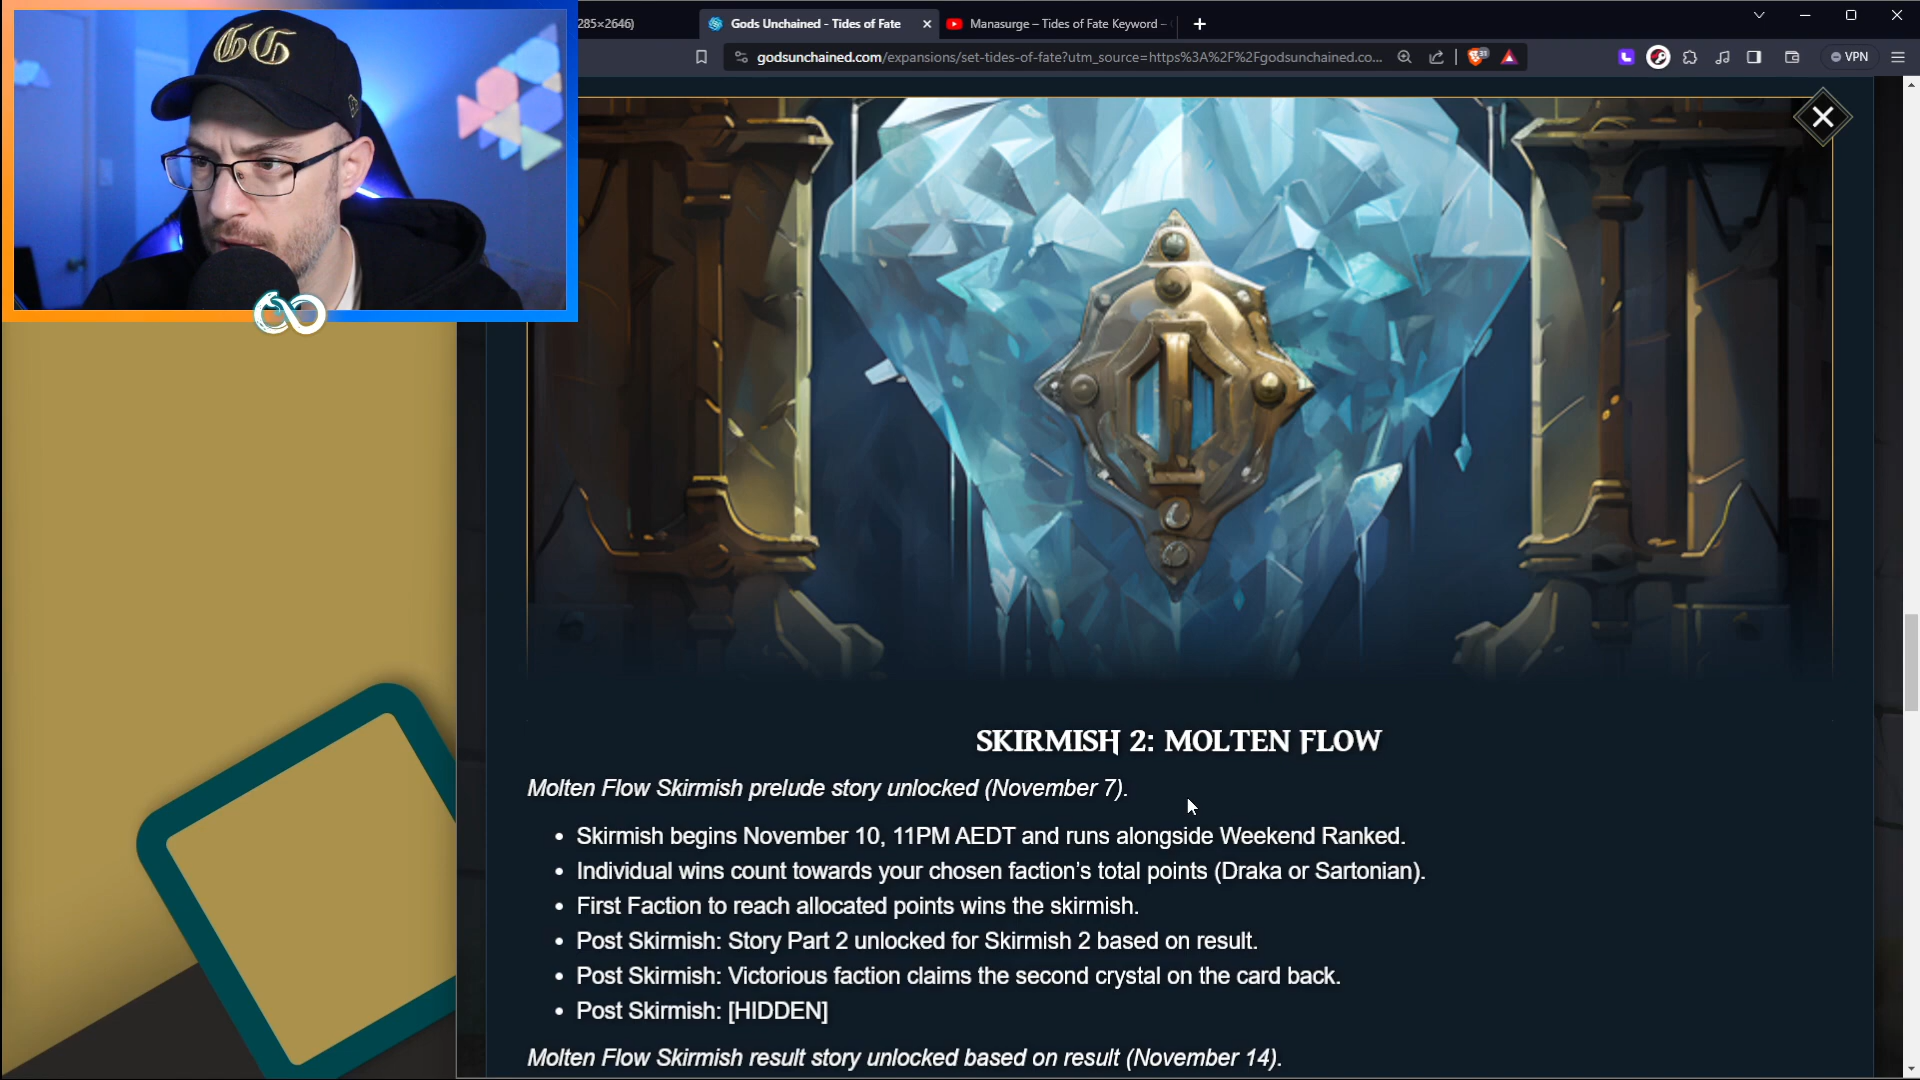 GG
285×2646)
Gods Unchained - Tides of Fate
Manasurge – Tides of Fate Keyword –
godsunchained.com/expansions/set-tides-of-fate?utm_source=https%3A%2F%2Fgodsunchained.co...
31
VPN
SKIRMISH 2: MOLTEN FLOW
Molten Flow Skirmish prelude story unlocked (November 7).
• Skirmish begins November 10, 11PM AEDT and runs alongside Weekend Ranked.
• Individual wins count towards your chosen faction’s total points (Draka or Sartonian).
• First Faction to reach allocated points wins the skirmish.
• Post Skirmish: Story Part 2 unlocked for Skirmish 2 based on result.
• Post Skirmish: Victorious faction claims the second crystal on the card back.
• Post Skirmish: [HIDDEN]
Molten Flow Skirmish result story unlocked based on result (November 14).